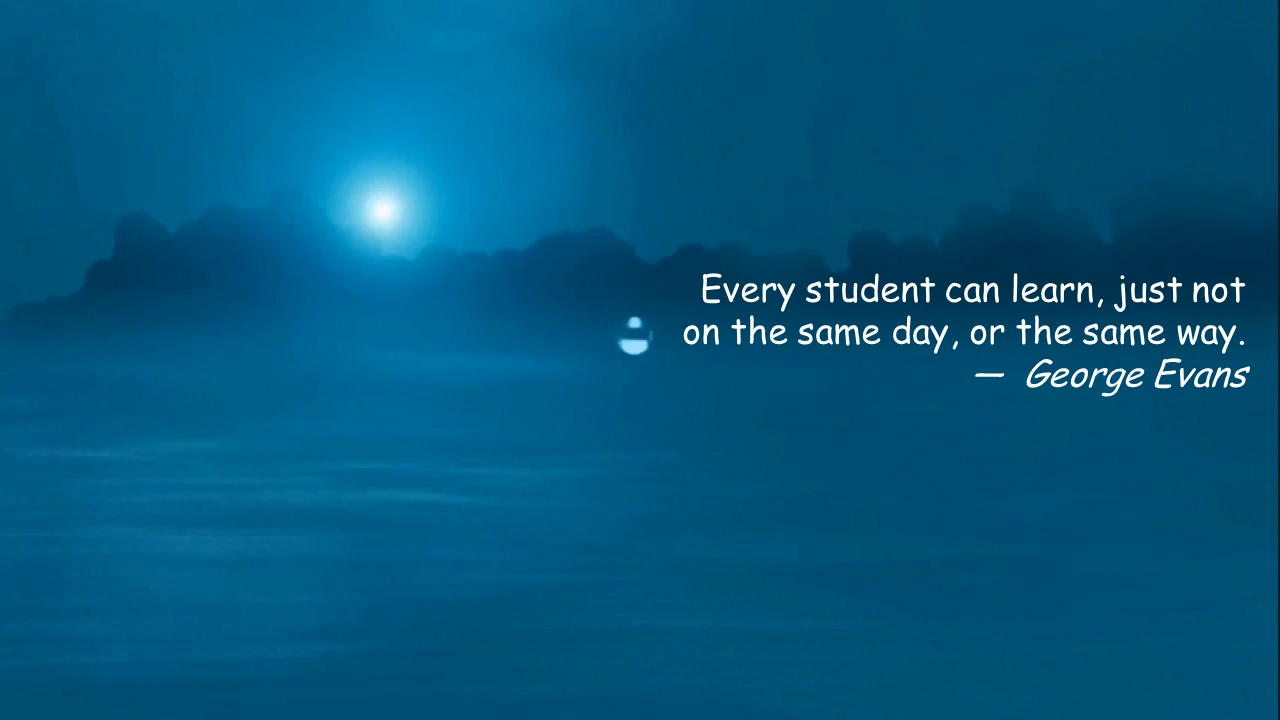 Every student can learn, just not
on the same day, or the same way.
— George Evans